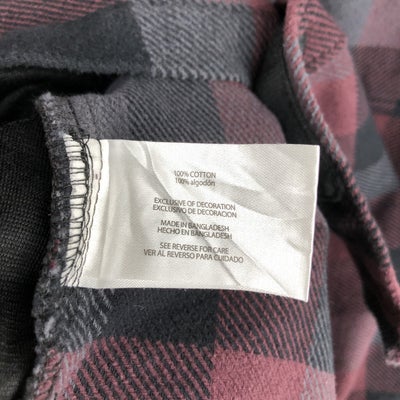 100% COTTON
100% algodón
EXCLUSIVE OF DECORATION
EXCLUSIVO DE DECORACION
MADE IN BANGLADESH
HECHO EN BANGLADESH
SEE REVERSE FOR CARE
VER AL REVERSO PARA CUIDADO